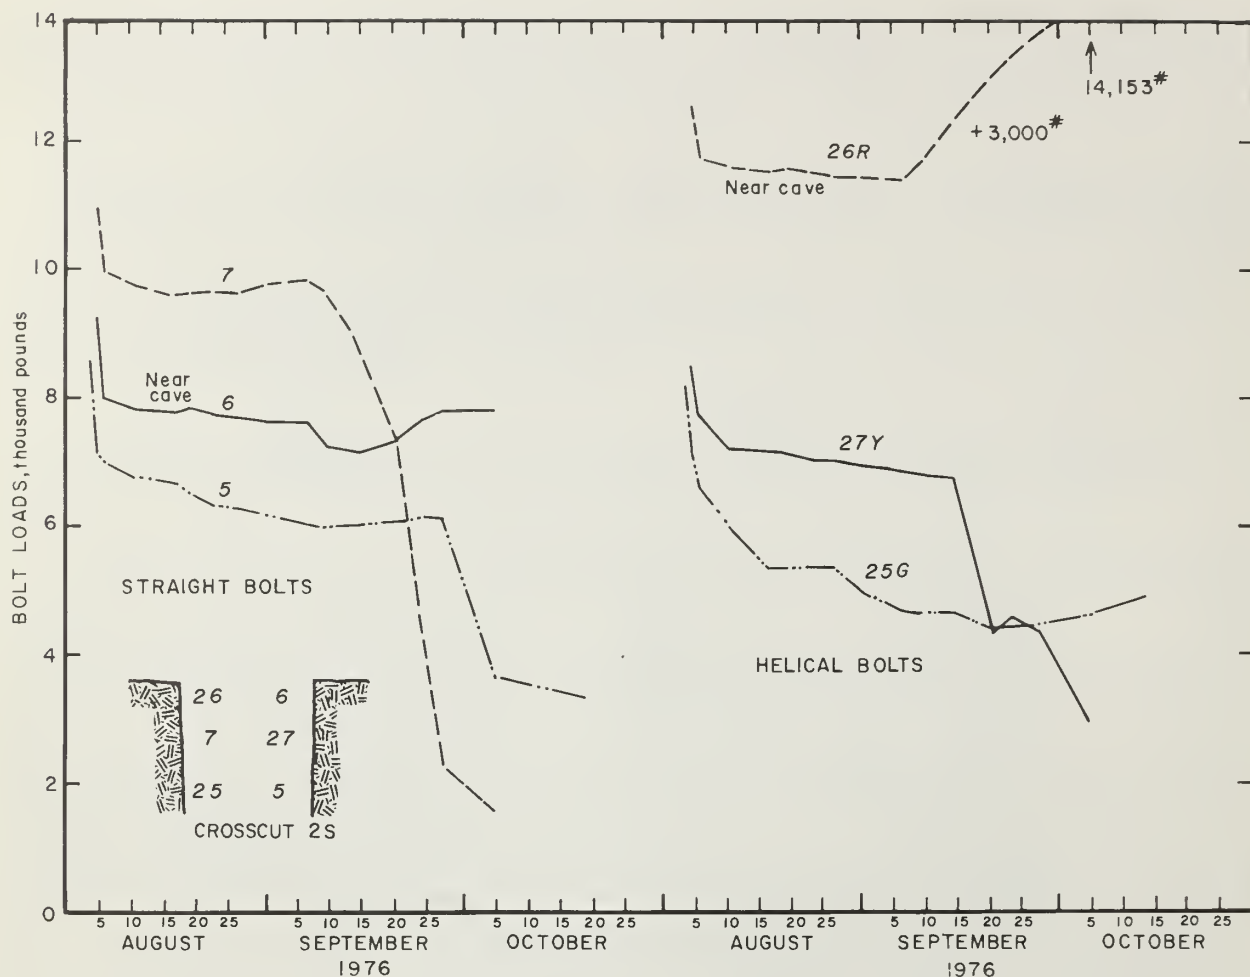 14
12
10
8
6
4
2
0
BOLT LOADS, thousand pounds
7
Near
cave
6
5
STRAIGHT BOLTS
26 6
7 27
25 5
CROSSCUT 2S
14,153#
+3,000#
26R
Near cave
27Y
25G
HELICAL BOLTS
5 10 15 20 25 5 10 15 20 25 5 10 15 20 25
AUGUST SEPTEMBER OCTOBER
1976
5 10 15 20 25 5 10 15 20 25 5 10 15 20 25
AUGUST SEPTEMBER OCTOBER
1976